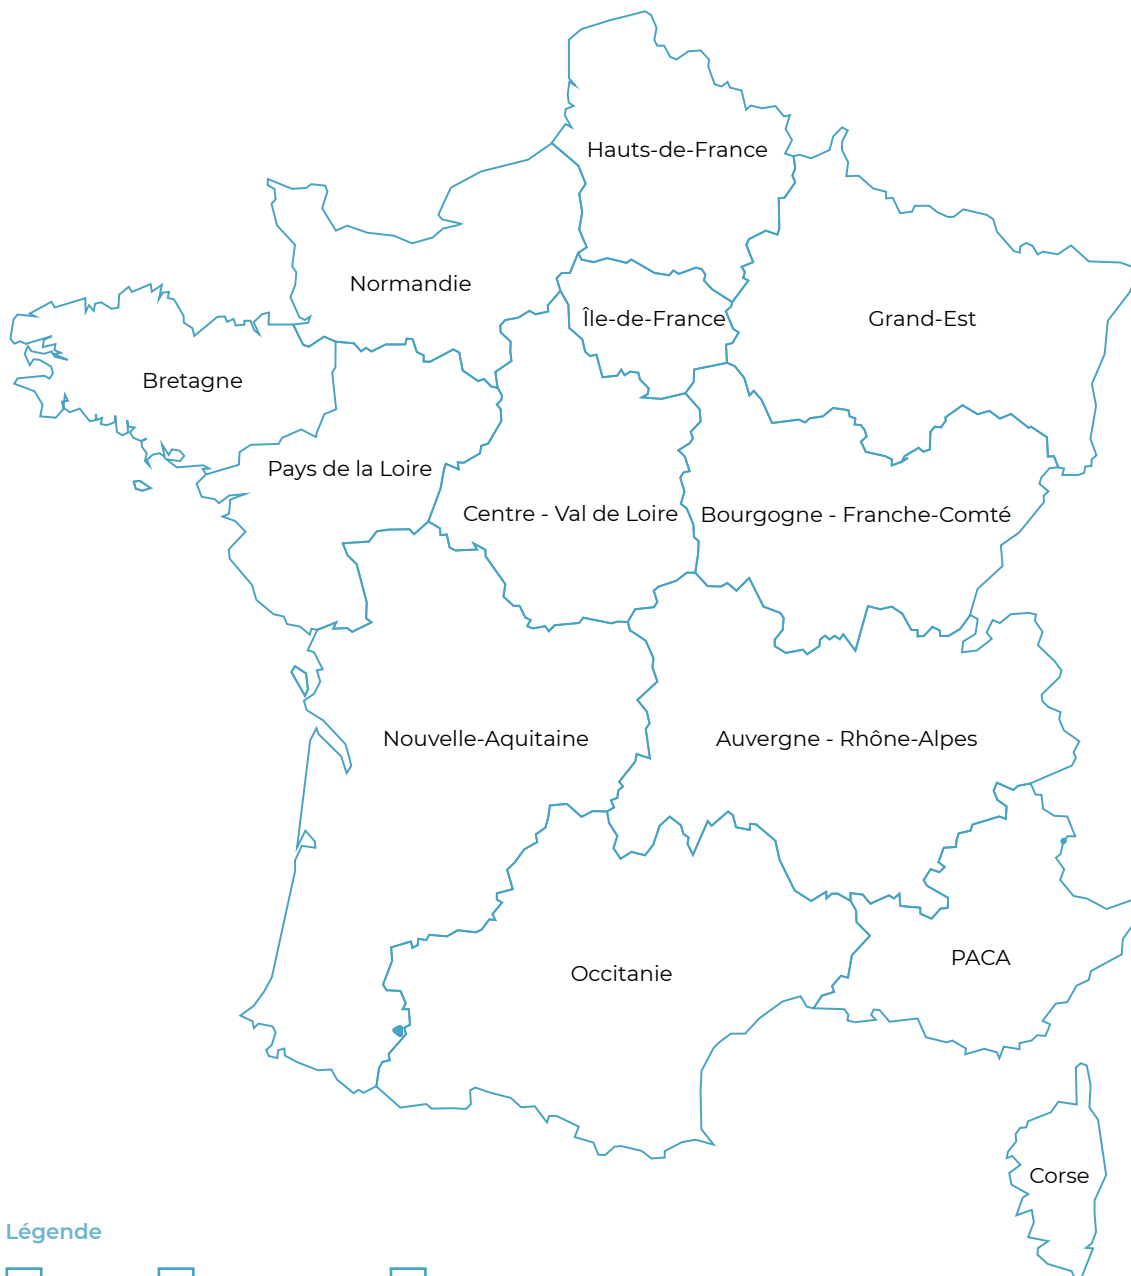 Hauts-de-France
Normandie
Île-de-France
Grand-Est
Bretagne
Pays de la Loire
Centre - Val de Loire
Bourgogne - Franche-Comté
Nouvelle-Aquitaine
Auvergne - Rhône-Alpes
PACA
Occitanie
Corse
Légende